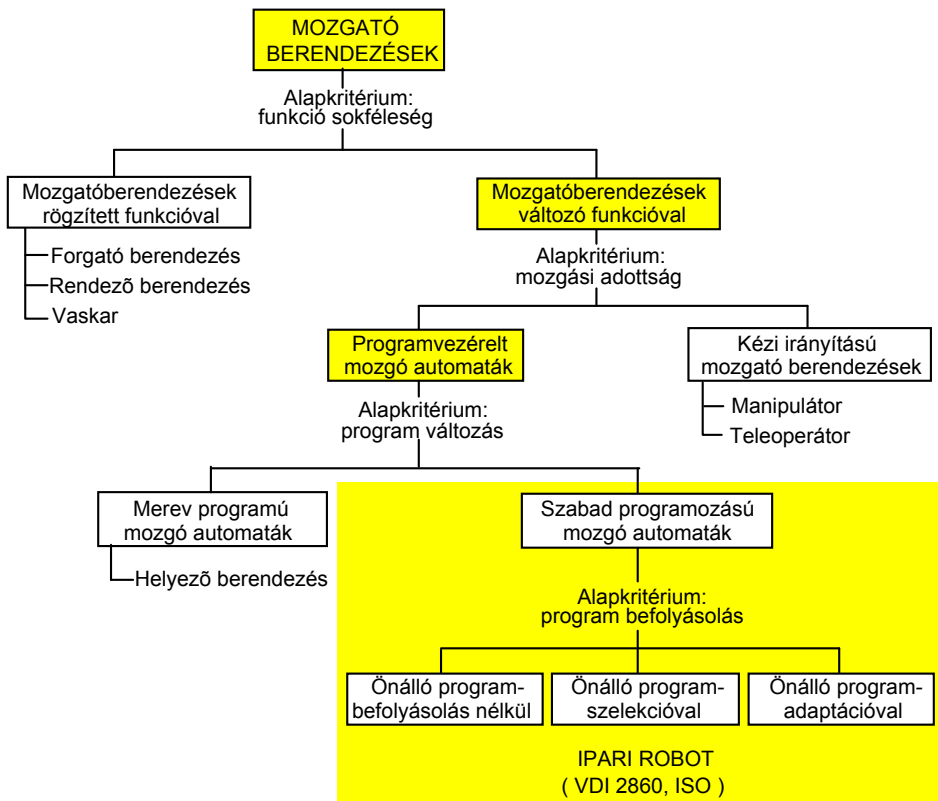 MOZGATÓ
BERENDEZÉSEK
Alapkritérium:
funkció sokféleség
Mozgatóberendezések
rögzített funkcióval
Forgató berendezés
Rendezõ berendezés
Vaskar
Mozgatóberendezések
változó funkcióval
Alapkritérium:
mozgási adottság
Programvezérelt
mozgó automaták
Kézi irányítású
mozgató berendezések
Manipulátor
Teleoperátor
Alapkritérium:
program változás
Merev programú
mozgó automaták
Helyezõ berendezés
Szabad programozású
mozgó automaták
Alapkritérium:
program befolyásolás
Önálló program-
befolyásolás nélkül
Önálló program-
szelekcióval
Önálló program-
adaptációval
IPARI ROBOT
( VDI 2860, ISO )